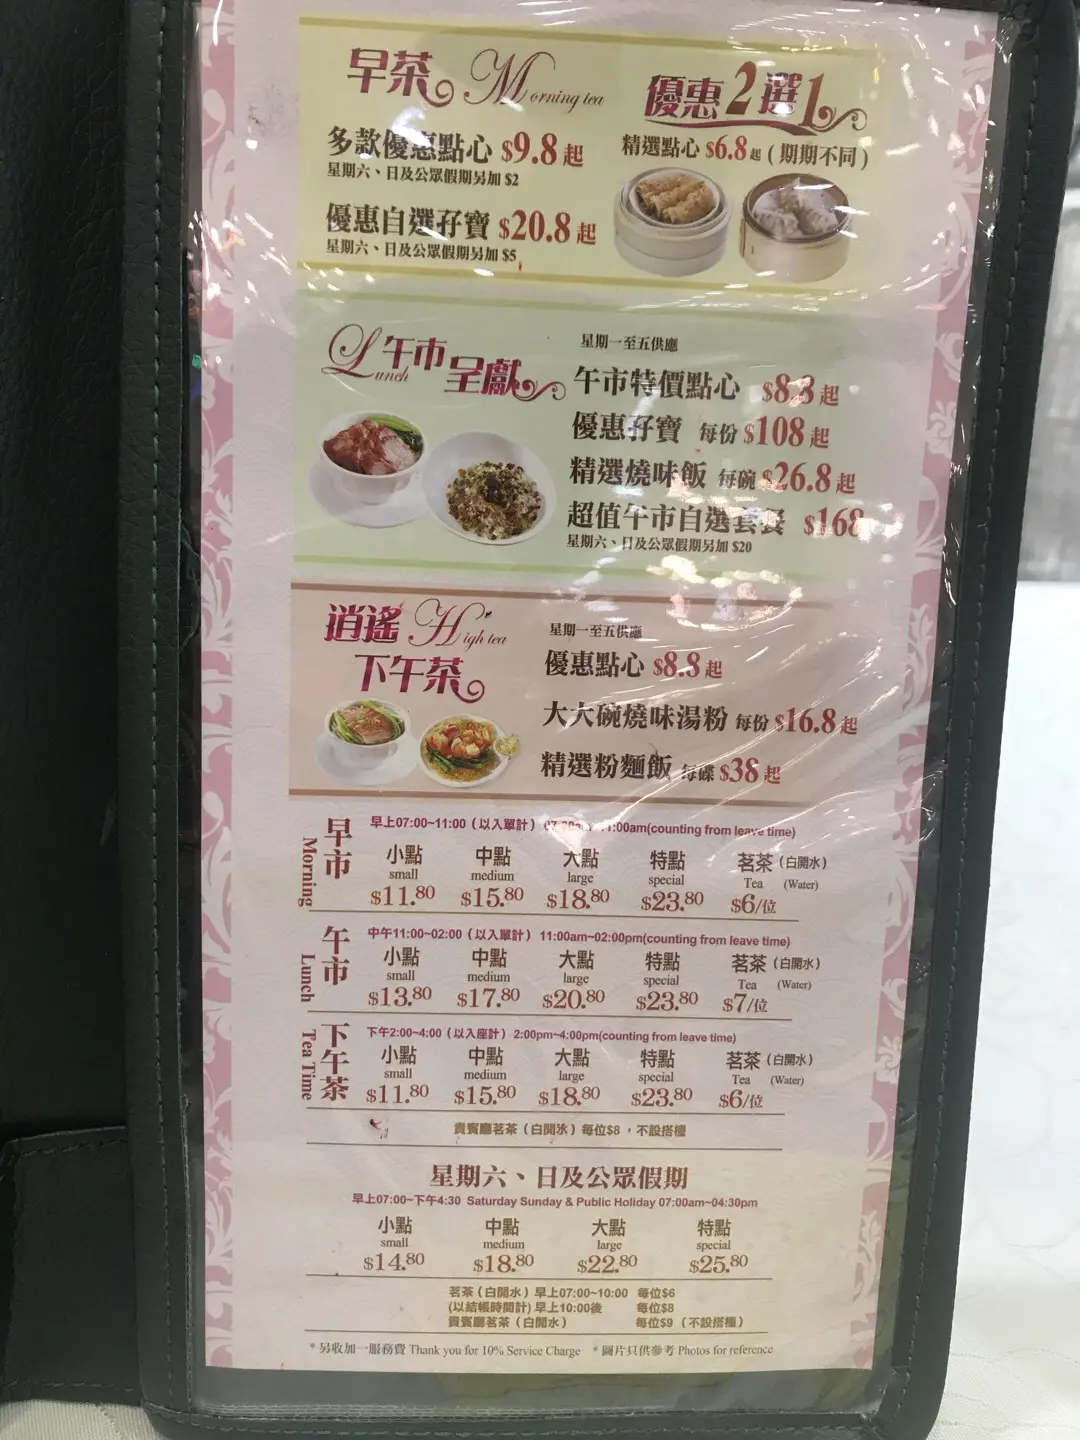 早茶 Morning tea
優惠2選1
多款優惠點心 $9.8起
星期六、日及公眾假期另加 $2
精選點心 $6.8起(期期不同)
優惠自選孖寶 $20.8起
星期六、日及公眾假期另加 $5
Lunch 午市呈獻
星期一至五供應
午市特價點心 $8.8起
優惠孖寶 每份 $108起
精選燒味飯 每碗 $26.8起
超值午市自選套餐 $168
星期六、日及公眾假期另加 $20
逍遙 High tea
下午茶
星期一至五供應
優惠點心 $8.8起
大大碗燒味湯粉 每份 $16.8起
精選粉麵飯 每碟 $38起
早市 Morning
早上07:00~11:00(以入單計) 11:00am(counting from leave time)
小點 中點 大點 特點 茗茶(白開水)
small medium large special Tea (Water)
$11.80 $15.80 $18.80 $23.80 $6/位
午市 Lunch
中午11:00~02:00(以入單計) 11:00am~02:00pm(counting from leave time)
小點 中點 大點 特點 茗茶(白開水)
small medium large special Tea (Water)
$13.80 $17.80 $20.80 $23.80 $7/位
下午茶 Tea Time
下午2:00~4:00(以入座計) 2:00pm~4:00pm(counting from leave time)
小點 中點 大點 特點 茗茶(白開水)
small medium large special Tea (Water)
$11.80 $15.80 $18.80 $23.80 $6/位
貴賓廳茗茶(白開水)每位$8，不設搭檯
星期六、日及公眾假期
早上07:00~下午4:30 Saturday Sunday & Public Holiday 07:00am~04:30pm
小點 中點 大點 特點
small medium large special
$14.80 $18.80 $22.80 $25.80
茗茶(白開水)早上07:00~10:00 每位$6
(以結帳時間計)早上10:00後 每位$8
貴賓廳茗茶(白開水) 每位$9(不設搭檯)
*另收加一服務費 Thank you for 10% Service Charge *圖片只供參考 Photos for reference